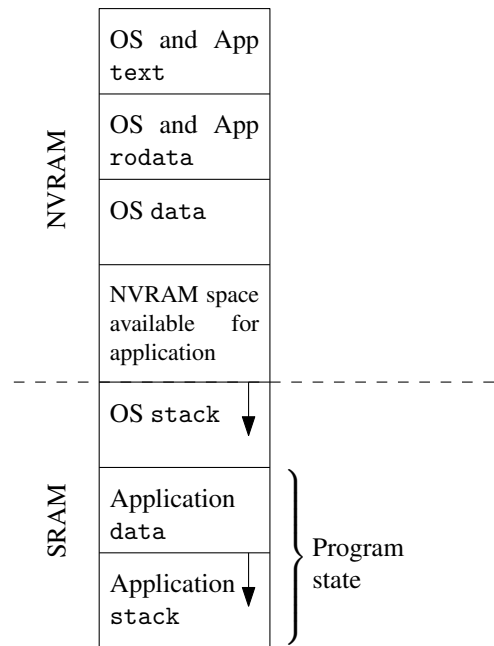 NVRAM
OS and App
text
OS and App
rodata
OS data
NVRAM space
available for
application
SRAM
OS stack
Application
data
Application
stack
Program
state